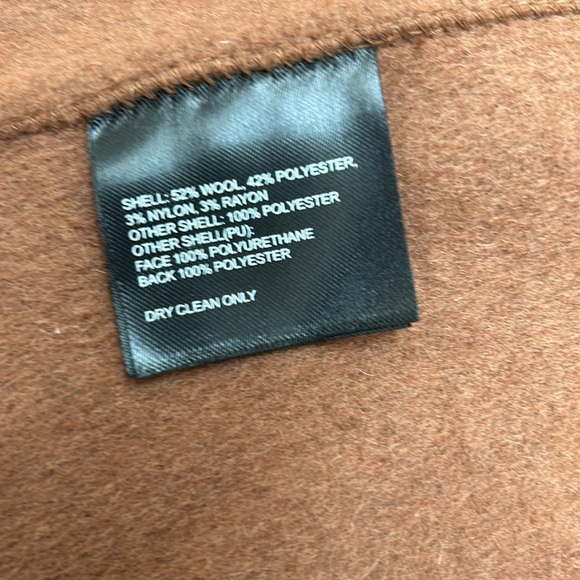 SHELL: 52% WOOL, 42% POLYESTER,
3% NYLON, 3% RAYON
OTHER SHELL: 100% POLYESTER
OTHER SHELL(PU):
FACE 100% POLYURETHANE
BACK 100% POLYESTER
DRY CLEAN ONLY